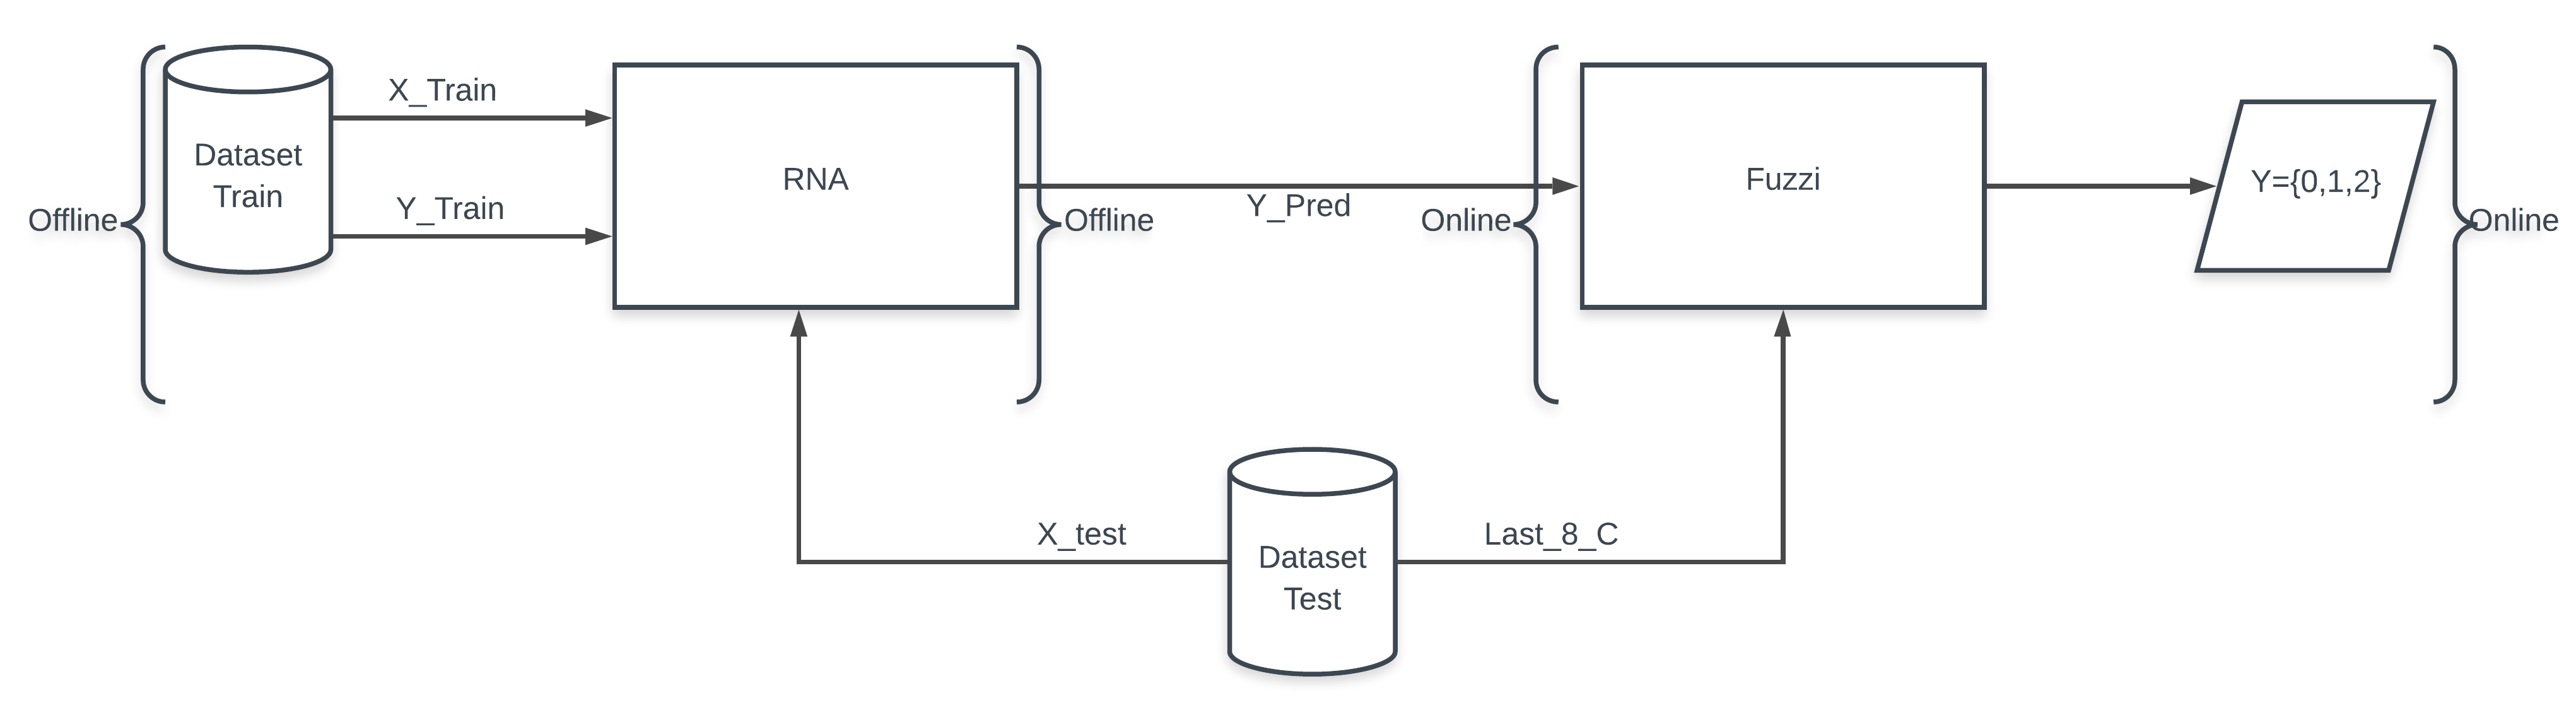 X_Train
Dataset
Train
Y_Train
Offline
RNA
Offline
Y_Pred
Online
Fuzzi
Y={0,1,2}
Online
X_test
Last_8_C
Dataset
Test